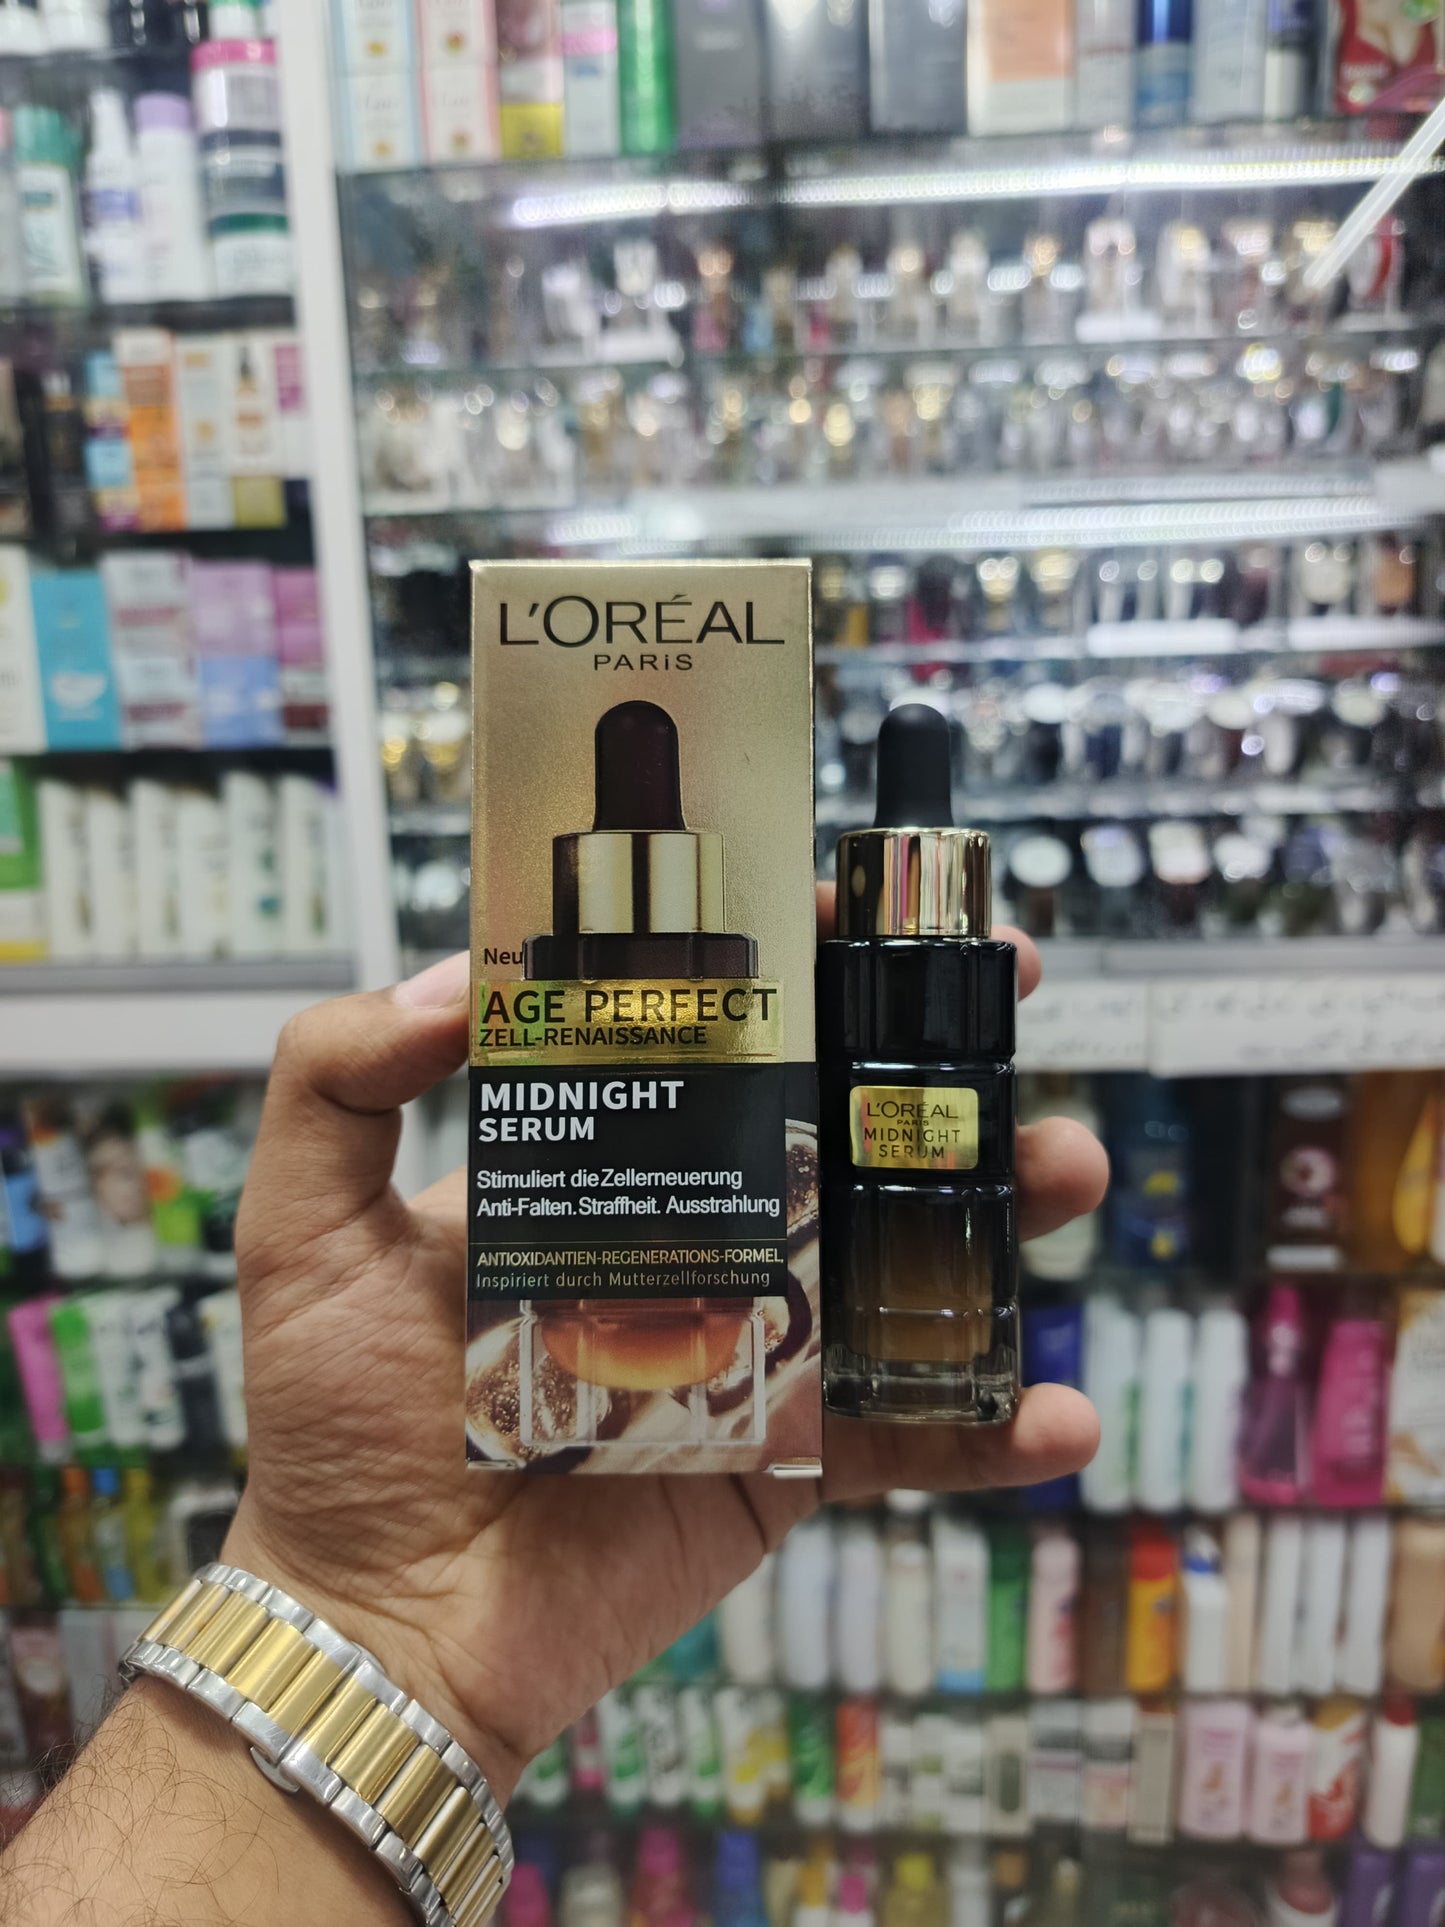 L'ORÉAL
PARiS
Neu
AGE PERFECT
ZELL-RENAISSANCE
MIDNIGHT
SERUM
Stimuliert die Zellerneuerung
Anti-Falten. Straffheit. Ausstrahlung
ANTIOXIDANTIEN-REGENERATIONS-FORMEL,
Inspiriert durch Mutterzellforschung
L'ORÉAL
PARIS
MIDNIGHT
SERUM